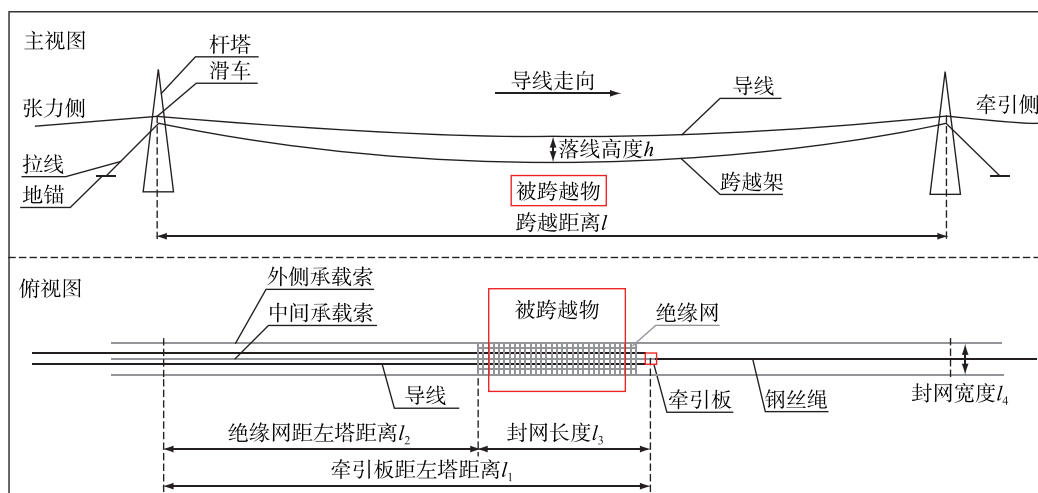 主视图
杆塔
滑车
导线走向
导线
张力侧
牵引侧
落线高度h
拉线
地锚
被跨越物
跨越架
跨越距离l
俯视图
外侧承载索
中间承载索
被跨越物
绝缘网
导线
牵引板
钢丝绳
封网宽度l₄
绝缘网距左塔距离l₂
封网长度l₃
牵引板距左塔距离l₁